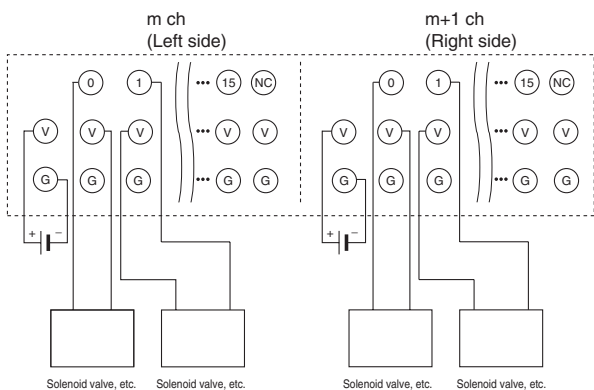 m ch
(Left side)
m+1 ch
(Right side)
0 1 ••• 15 NC 0 1 ••• 15 NC
V V V ••• V V V V V ••• V V
G G G ••• G G G G G ••• G G
+ − + −
Solenoid valve, etc. Solenoid valve, etc. Solenoid valve, etc. Solenoid valve, etc.